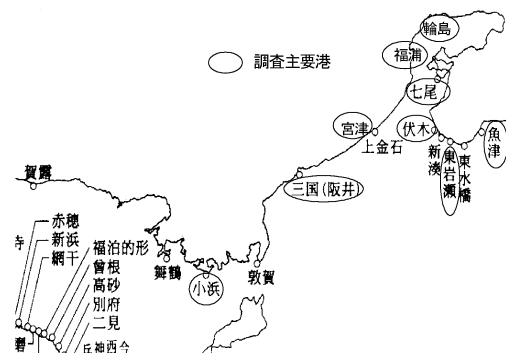 輪島
福浦
調査主要港
七尾
宮津
伏木
上金石
新湊
東岩瀬
東水橋
魚津
三国(阪井)
賀露
赤穂
新浜
網干
福泊的形
曾根
高砂
別府
二見
舞鶴
小浜
敦賀
寺